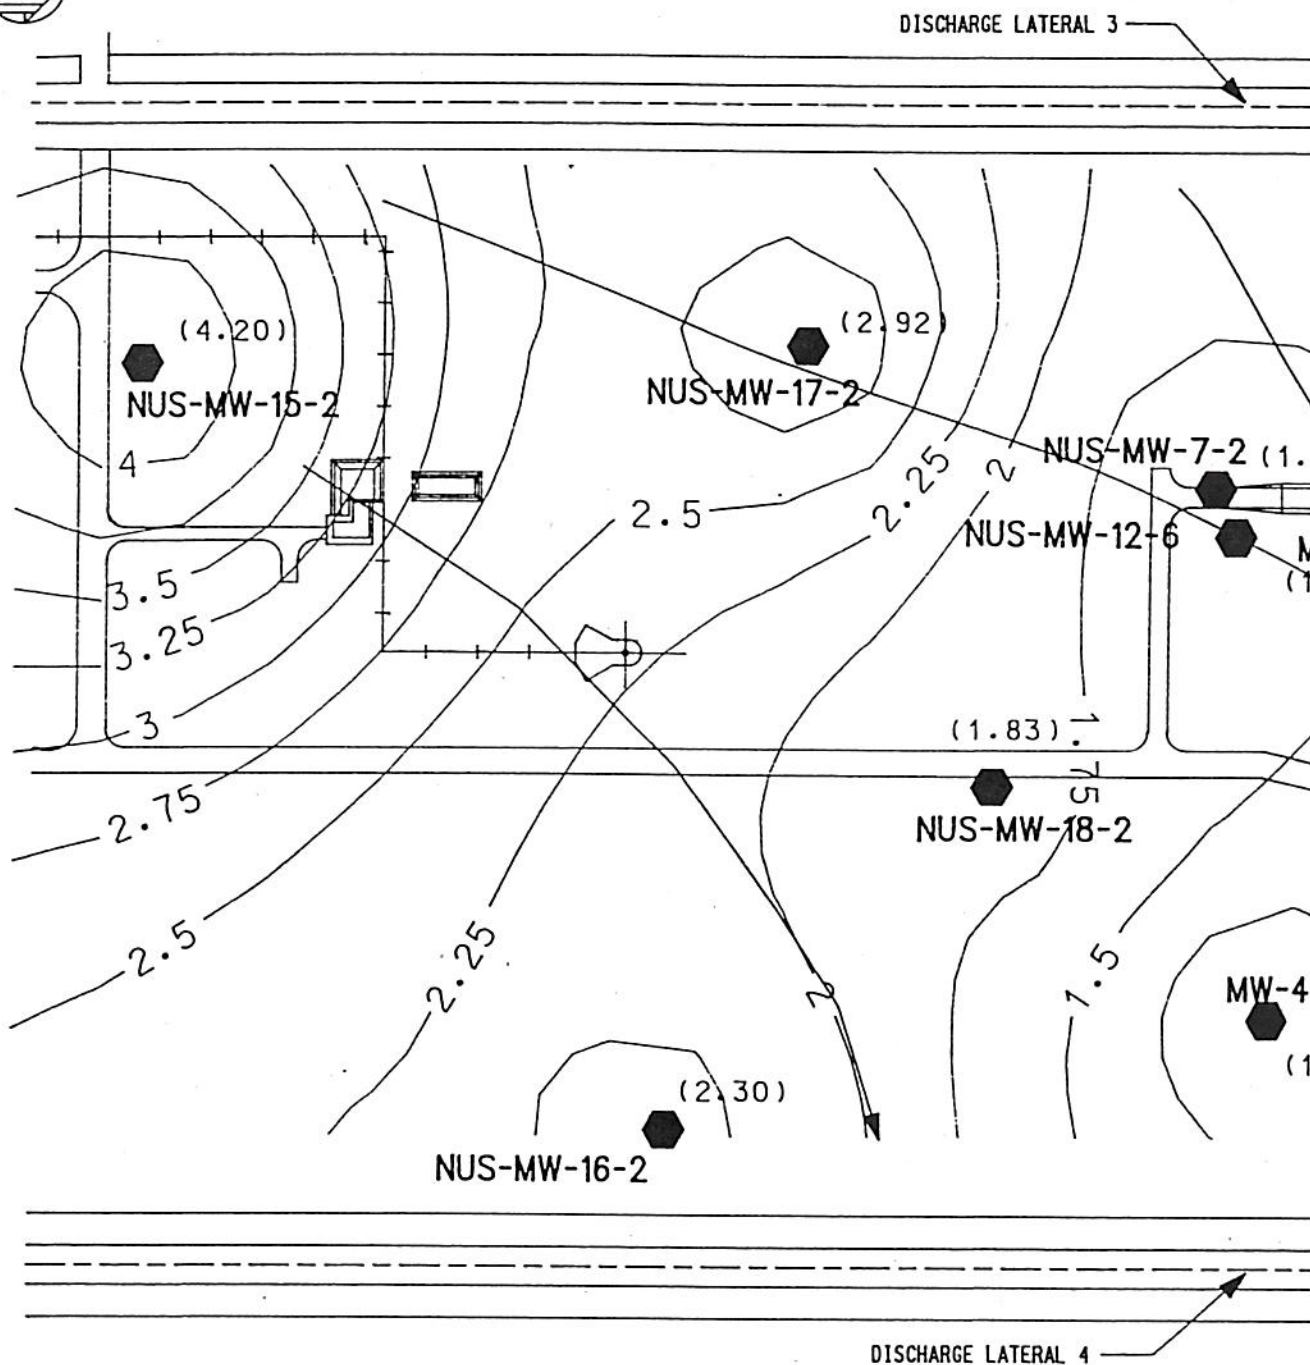 DISCHARGE LATERAL 3
(4.20)
NUS-MW-15-2
(2.92)
NUS-MW-17-2
4
2.5
2.25
2
NUS-MW-7-2 (1.
NUS-MW-12-6
M
(1
3.5
3.25
3
(1.83)
1.75
NUS-MW-18-2
2.75
2.5
2.25
2
1.5
MW-4
(1
(2.30)
NUS-MW-16-2
DISCHARGE LATERAL 4